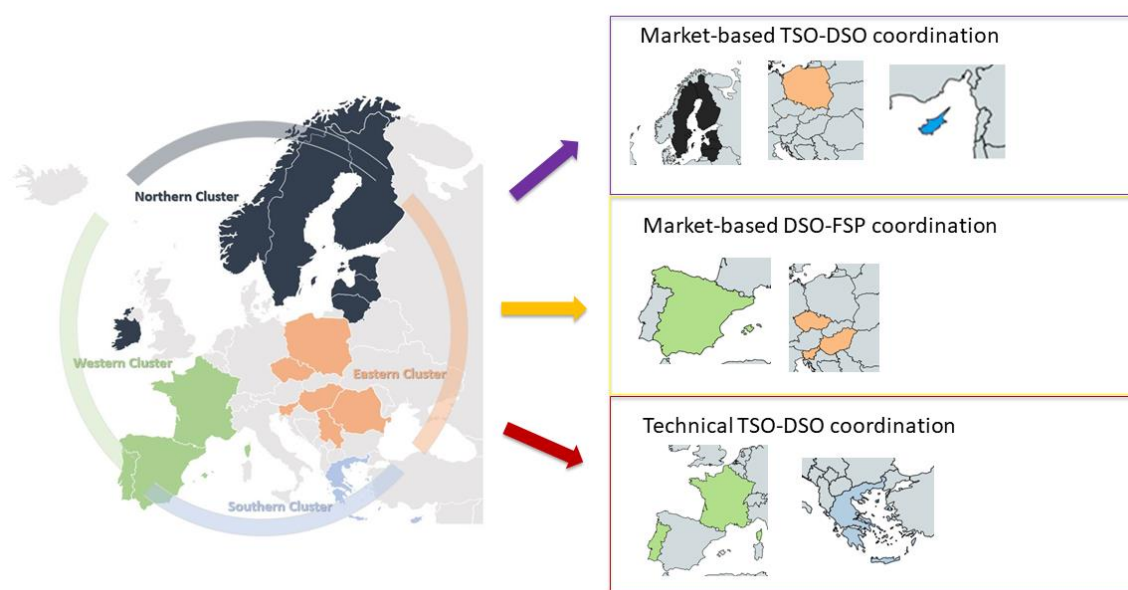 Northern Cluster
Western Cluster
Eastern Cluster
Southern Cluster
Market-based TSO-DSO coordination
Market-based DSO-FSP coordination
Technical TSO-DSO coordination